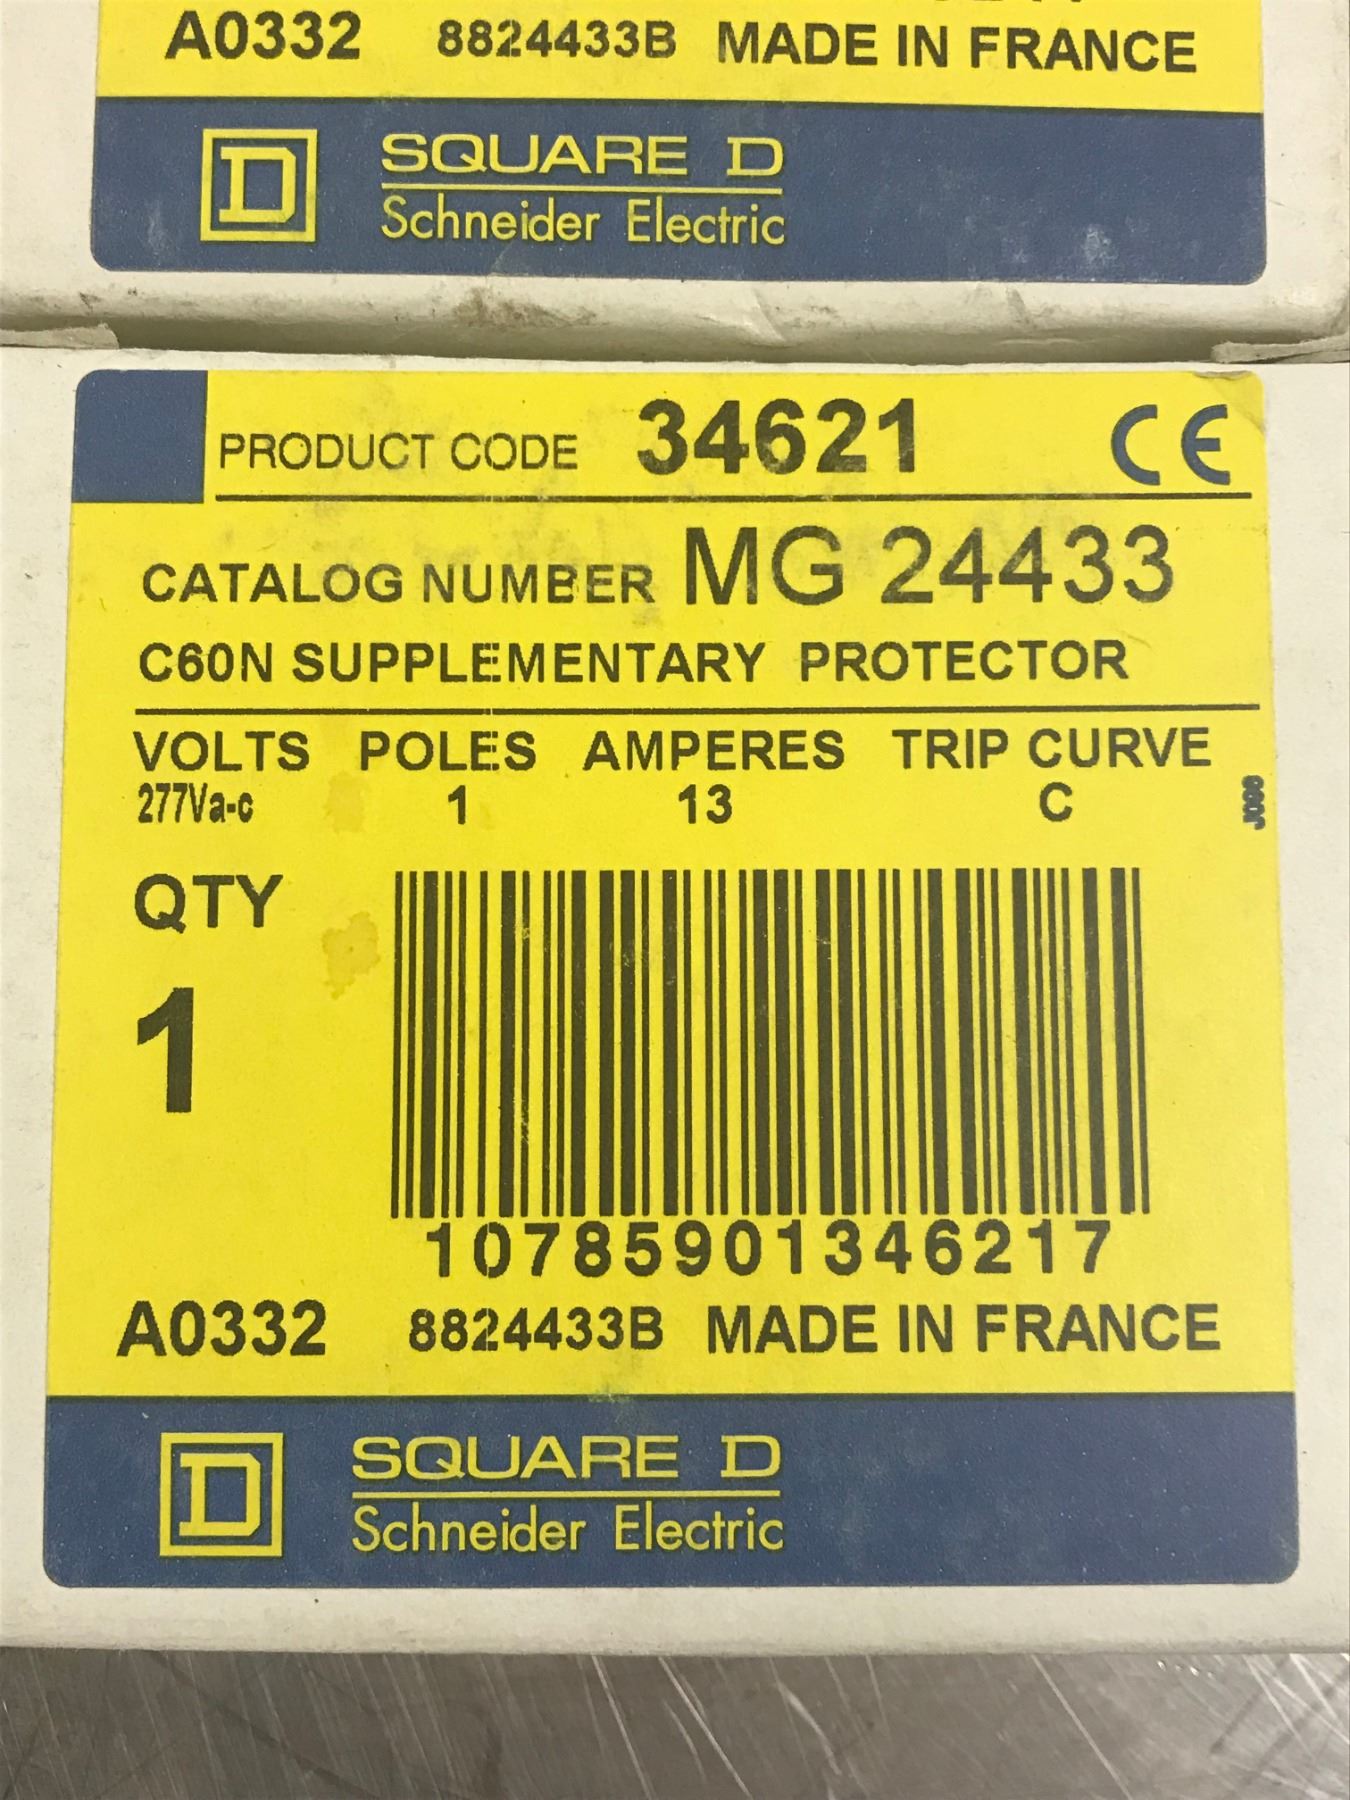 A0332 8824433B MADE IN FRANCE
D SQUARE D
Schneider Electric
PRODUCT CODE 34621 CE
CATALOG NUMBER MG 24433
C60N SUPPLEMENTARY PROTECTOR
VOLTS POLES AMPERES TRIP CURVE
277Va-c 1 13 C
QTY
1
10785901346217
A0332 8824433B MADE IN FRANCE
D SQUARE D
Schneider Electric